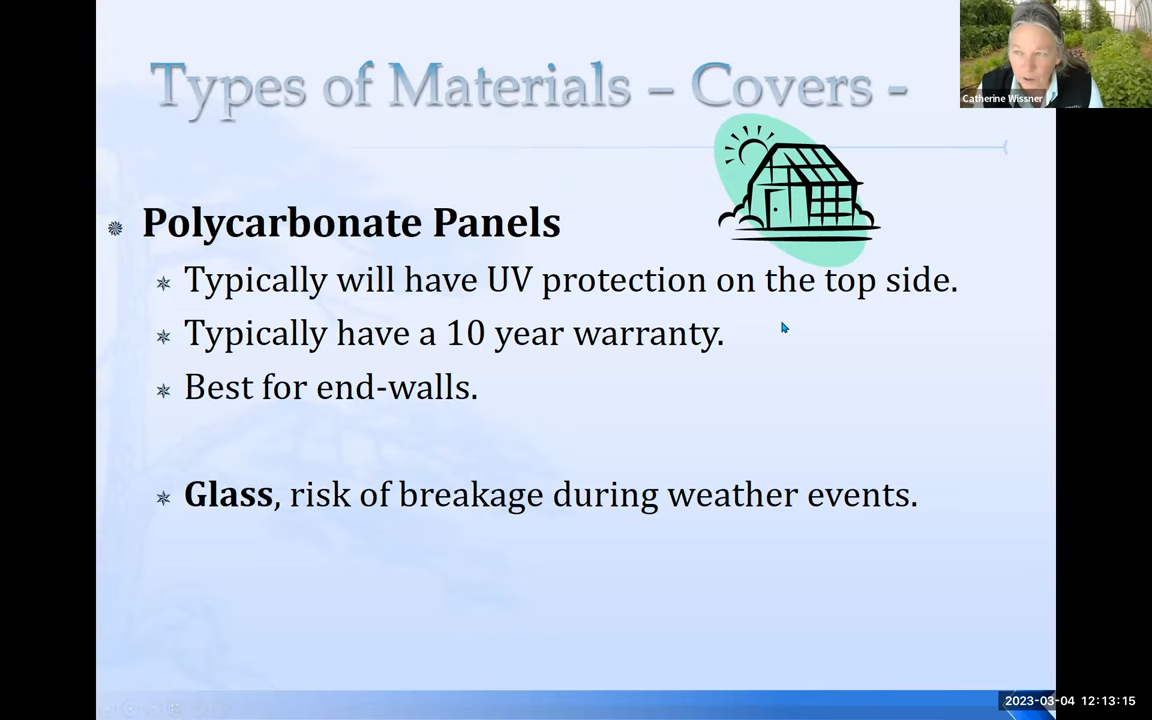 Types of Materials – Covers -
Catherine Wissner
Polycarbonate Panels
Typically will have UV protection on the top side.
Typically have a 10 year warranty.
Best for end-walls.
Glass, risk of breakage during weather events.
2023-03-04 12:13:15